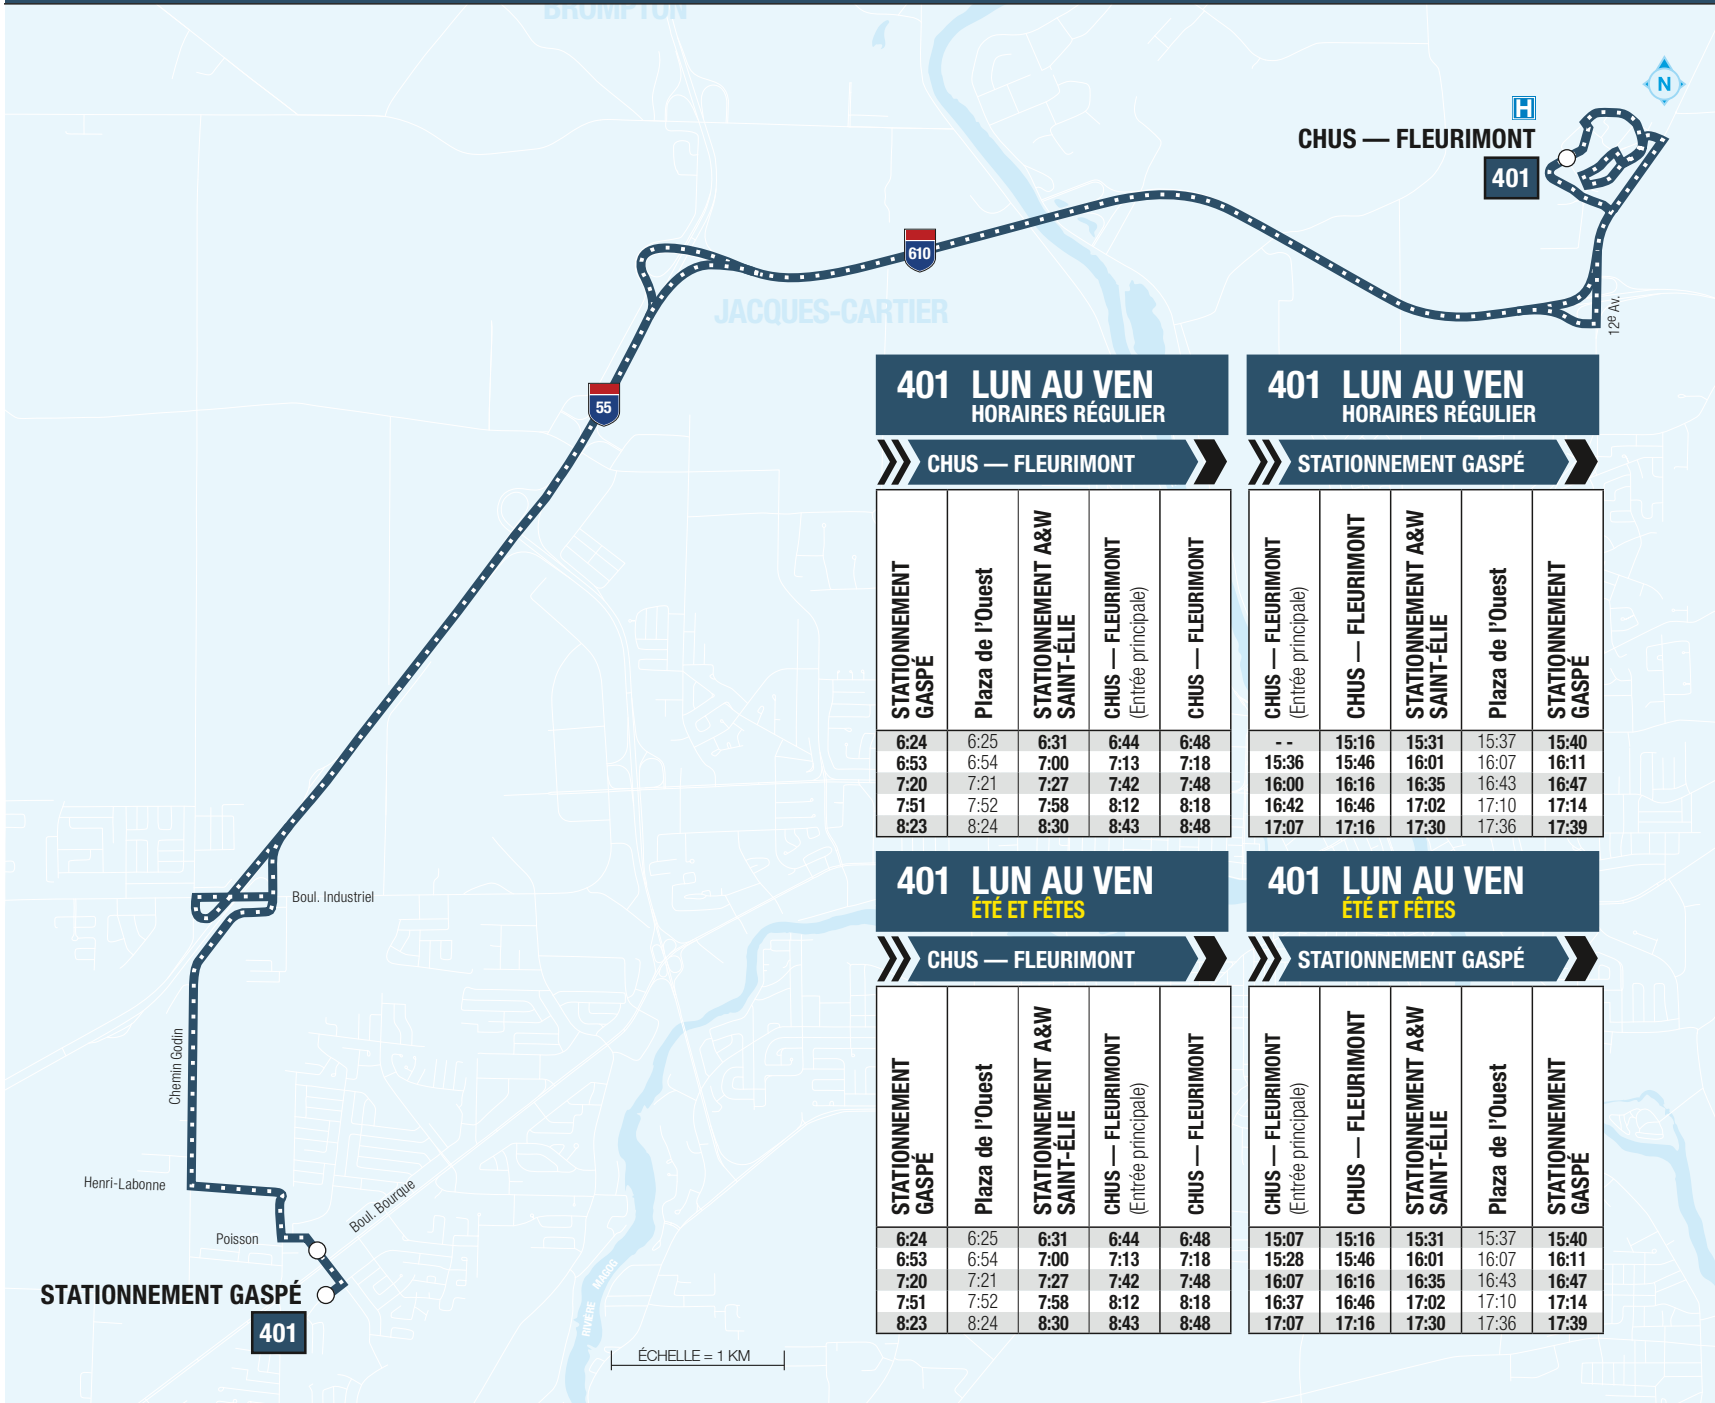 BROMPTON
N
H
CHUS — FLEURIMONT
401
610
JACQUES-CARTIER
12e Av.
55
401 LUN AU VEN
HORAIRES RÉGULIER
CHUS — FLEURIMONT
STATIONNEMENT GASPÉ
Plaza de l'Ouest
STATIONNEMENT A&W SAINT-ÉLIE
CHUS — FLEURIMONT (Entrée principale)
CHUS — FLEURIMONT
6:24 6:25 6:31 6:44 6:48
6:53 6:54 7:00 7:13 7:18
7:20 7:21 7:27 7:42 7:48
7:51 7:52 7:58 8:12 8:18
8:23 8:24 8:30 8:43 8:48
401 LUN AU VEN
HORAIRES RÉGULIER
STATIONNEMENT GASPÉ
CHUS — FLEURIMONT (Entrée principale)
CHUS — FLEURIMONT
STATIONNEMENT A&W SAINT-ÉLIE
Plaza de l'Ouest
STATIONNEMENT GASPÉ
- - 15:16 15:31 15:37 15:40
15:36 15:46 16:01 16:07 16:11
16:00 16:16 16:35 16:43 16:47
16:42 16:46 17:02 17:10 17:14
17:07 17:16 17:30 17:36 17:39
401 LUN AU VEN
ÉTÉ ET FÊTES
CHUS — FLEURIMONT
STATIONNEMENT GASPÉ
Plaza de l'Ouest
STATIONNEMENT A&W SAINT-ÉLIE
CHUS — FLEURIMONT (Entrée principale)
CHUS — FLEURIMONT
6:24 6:25 6:31 6:44 6:48
6:53 6:54 7:00 7:13 7:18
7:20 7:21 7:27 7:42 7:48
7:51 7:52 7:58 8:12 8:18
8:23 8:24 8:30 8:43 8:48
401 LUN AU VEN
ÉTÉ ET FÊTES
STATIONNEMENT GASPÉ
CHUS — FLEURIMONT (Entrée principale)
CHUS — FLEURIMONT
STATIONNEMENT A&W SAINT-ÉLIE
Plaza de l'Ouest
STATIONNEMENT GASPÉ
15:07 15:16 15:31 15:37 15:40
15:28 15:46 16:01 16:07 16:11
16:07 16:16 16:35 16:43 16:47
16:37 16:46 17:02 17:10 17:14
17:07 17:16 17:30 17:36 17:39
Boul. Industriel
Chemin Godin
Henri-Labonne
Poisson
Boul. Bourque
STATIONNEMENT GASPÉ
401
RIVIÈRE MAGOG
ÉCHELLE = 1 KM